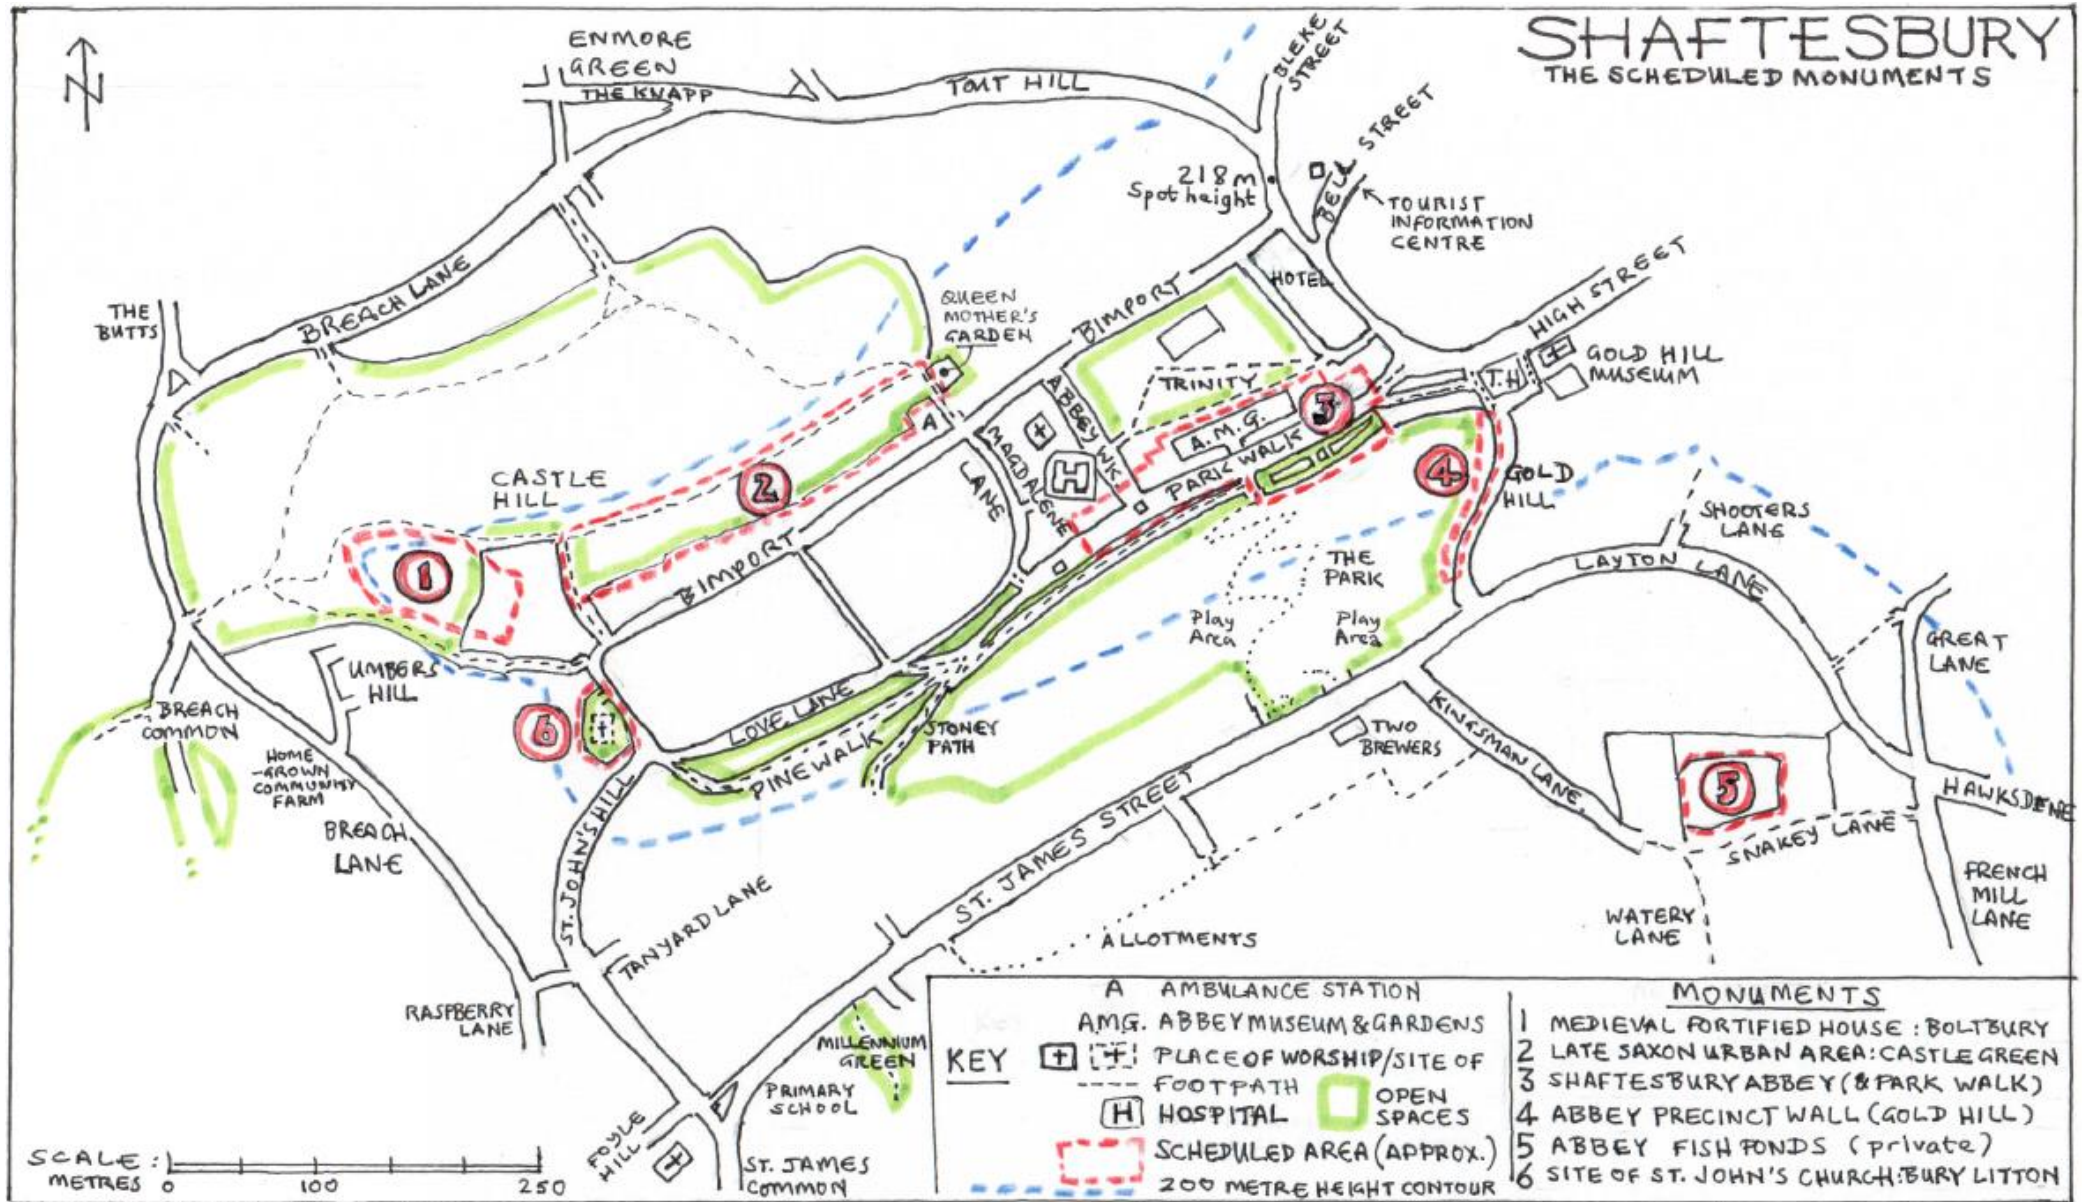 SHAFTESBURY
THE SCHEDULED MONUMENTS
N
ENMORE
GREEN
THE KNAPP
TOUT HILL
BLEKE
STREET
BELL STREET
218m
Spot height
TOURIST
INFORMATION
CENTRE
HIGH STREET
HOTEL
BIMPORT
THE
BUTTS
BREACH LANE
QUEEN
MOTHER'S
GARDEN
GOLD HILL
MUSEUM
T.H
TRINITY
ABBEY WK.
A.M.G.
3
PARK WALK
A
MAGDALENE
LANE
H
4
GOLD
HILL
CASTLE
HILL
2
1
BIMPORT
SHOOTERS
LANE
LAYTON LANE
THE
PARK
Play
Area
Play
Area
GREAT
LANE
UMBERS
HILL
BREACH
COMMON
6
LOVE LANE
PINE WALK
STONEY
PATH
TWO
BREWERS
KINGSMAN LANE
HOME
-GROWN
COMMUNITY
FARM
5
HAWKSDENE
SNAKEY LANE
BREACH
LANE
ST. JOHN'S HILL
ST. JAMES STREET
TANYARD LANE
FRENCH
MILL
LANE
WATERY
LANE
ALLOTMENTS
RASPBERRY
LANE
MILLENNIUM
GREEN
PRIMARY
SCHOOL
FOYLE
HILL
ST. JAMES
COMMON
SCALE:
METRES
0 100 250
KEY
A AMBULANCE STATION
A.M.G. ABBEY MUSEUM & GARDENS
PLACE OF WORSHIP/SITE OF
FOOTPATH
H HOSPITAL
OPEN
SPACES
SCHEDULED AREA (APPROX.)
200 METRE HEIGHT CONTOUR
MONUMENTS
1 MEDIEVAL FORTIFIED HOUSE: BOLTBURY
2 LATE SAXON URBAN AREA: CASTLE GREEN
3 SHAFTESBURY ABBEY (& PARK WALK)
4 ABBEY PRECINCT WALL (GOLD HILL)
5 ABBEY FISH PONDS (private)
6 SITE OF ST. JOHN'S CHURCH: BURY LITTON